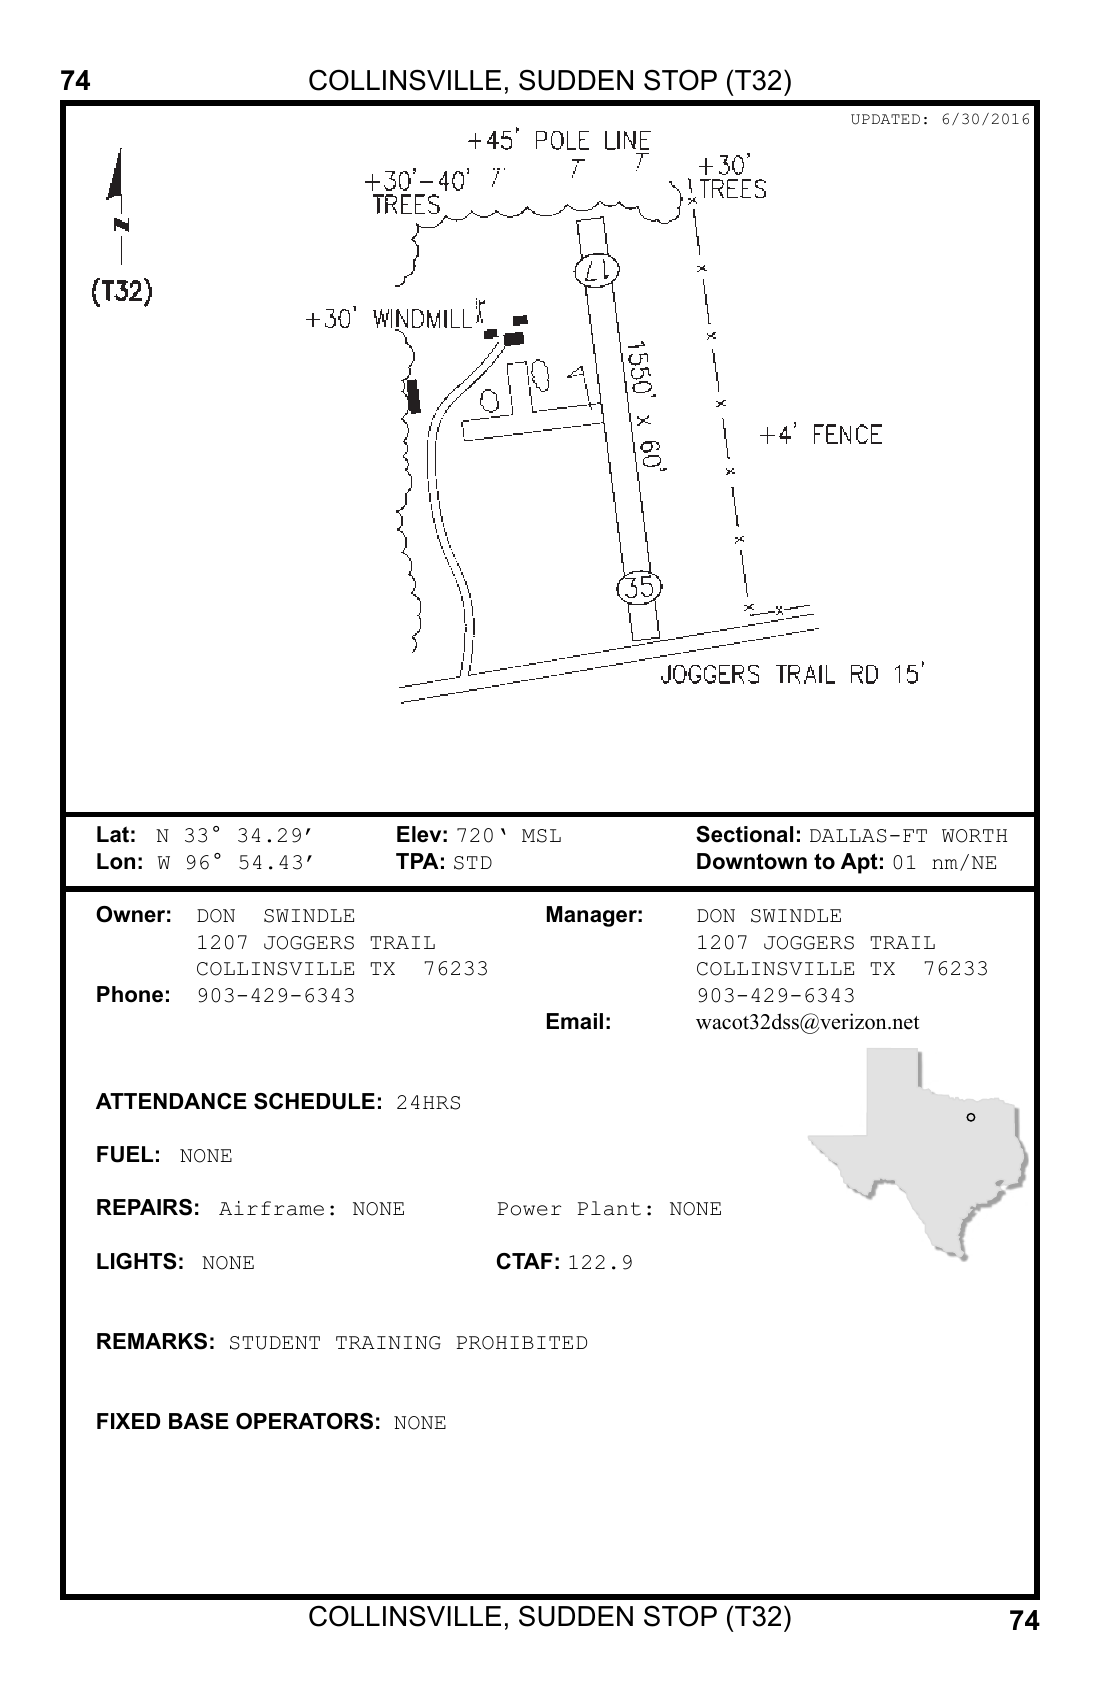 74 COLLINSVILLE, SUDDEN STOP (T32)
UPDATED: 6/30/2016
+45' POLE LINE
+30'-40'
TREES
+30'
TREES
N
(T32)
17
+30' WINDMILL
1550' x 60'
+4' FENCE
35
JOGGERS TRAIL RD 15'
Lat: N 33° 34.29′ Elev: 720‛ MSL Sectional: DALLAS-FT WORTH
Lon: W 96° 54.43′ TPA: STD Downtown to Apt: 01 nm/NE
Owner: DON SWINDLE Manager: DON SWINDLE
1207 JOGGERS TRAIL 1207 JOGGERS TRAIL
COLLINSVILLE TX 76233 COLLINSVILLE TX 76233
Phone: 903-429-6343 903-429-6343
Email: wacot32dss@verizon.net
ATTENDANCE SCHEDULE: 24HRS
FUEL: NONE
REPAIRS: Airframe: NONE Power Plant: NONE
LIGHTS: NONE CTAF: 122.9
REMARKS: STUDENT TRAINING PROHIBITED
FIXED BASE OPERATORS: NONE
COLLINSVILLE, SUDDEN STOP (T32) 74